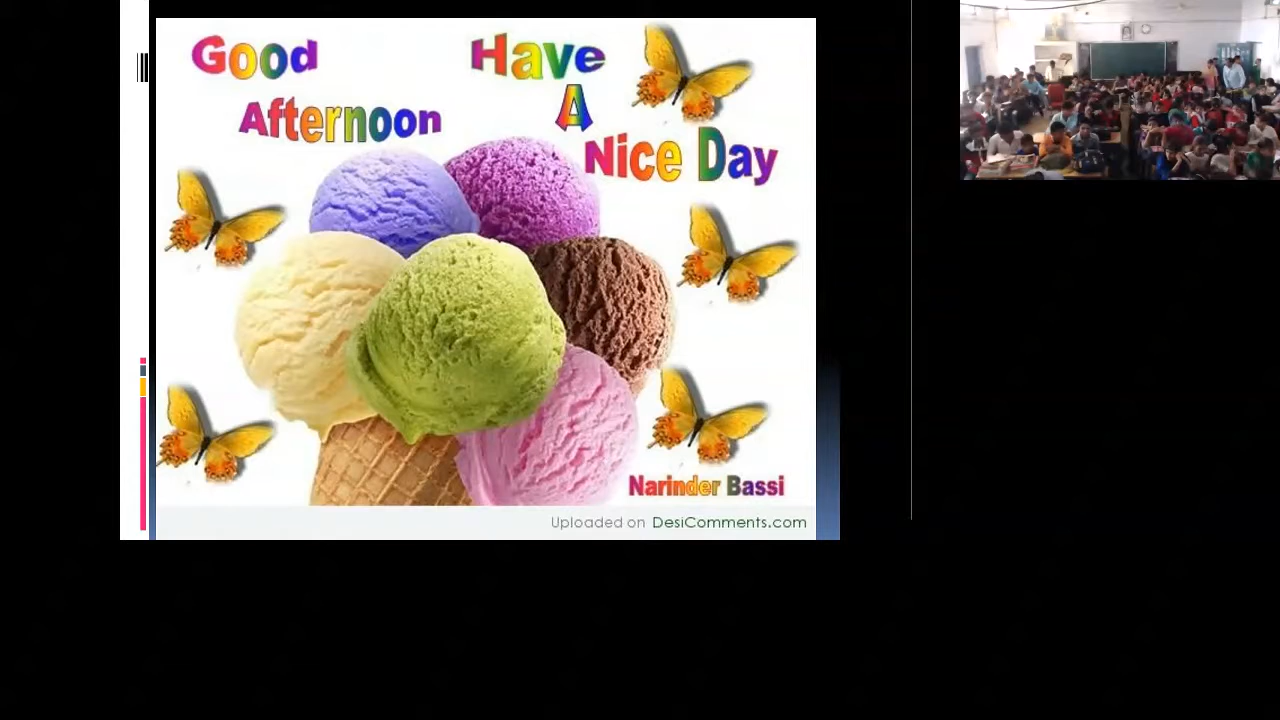 Good
Afternoon
Have
A
Nice Day
Narinder Bassi
Uploaded on DesiComments.com